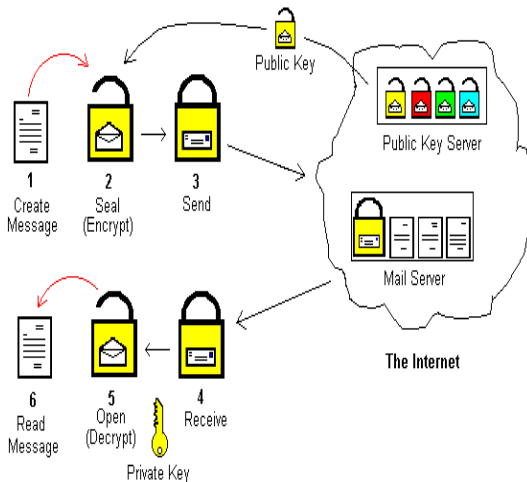 Public Key
Public Key Server
1
Create
Message
2
Seal
(Encrypt)
3
Send
Mail Server
The Internet
6
Read
Message
5
Open
(Decrypt)
4
Receive
Private Key